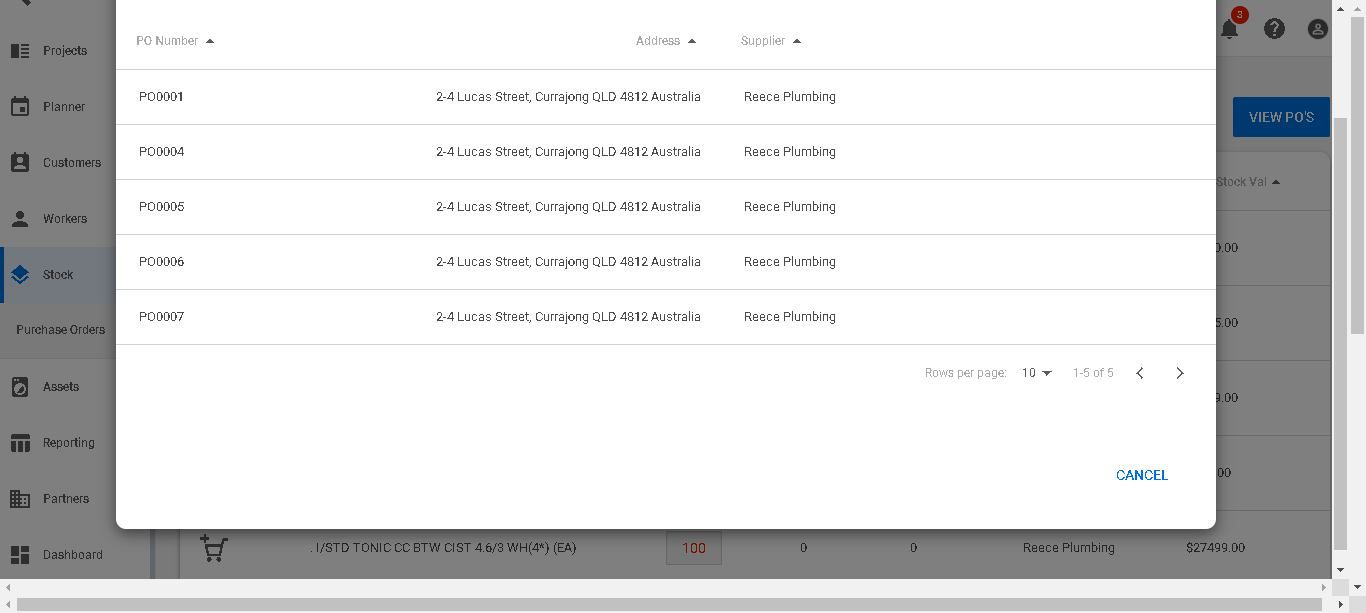 3
Projects
Planner
Customers
Workers
Stock
Purchase Orders
Assets
Reporting
Partners
Dashboard
PO Number Address Supplier
PO0001 2-4 Lucas Street, Currajong QLD 4812 Australia Reece Plumbing
PO0004 2-4 Lucas Street, Currajong QLD 4812 Australia Reece Plumbing
PO0005 2-4 Lucas Street, Currajong QLD 4812 Australia Reece Plumbing
PO0006 2-4 Lucas Street, Currajong QLD 4812 Australia Reece Plumbing
PO0007 2-4 Lucas Street, Currajong QLD 4812 Australia Reece Plumbing
Rows per page: 10 1-5 of 5
CANCEL
VIEW PO'S
Stock Val
.00
.00
.00
00
. I/STD TONIC CC BTW CIST 4.6/3 WH(4*) (EA) 100 0 0 Reece Plumbing $27499.00